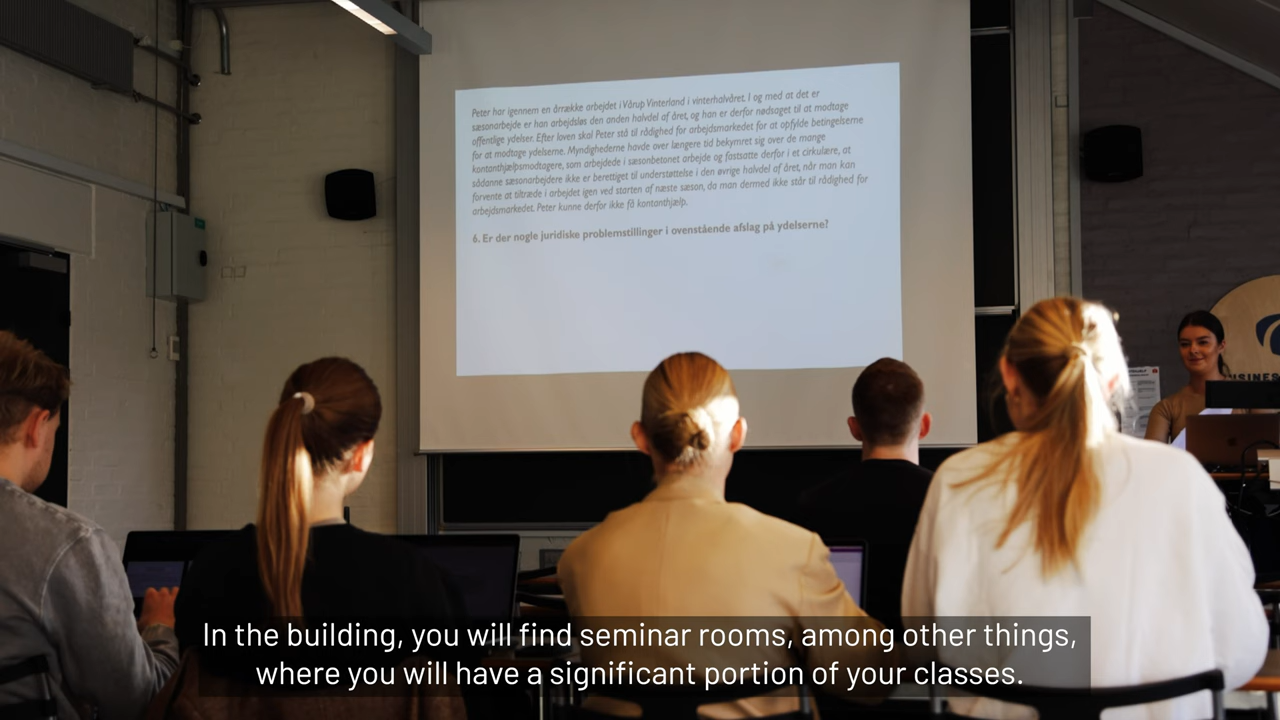 Peter har igennem en årrække arbejdet i Vårup Vinterland i vinterhalvåret. I og med at det er
sæsonarbejde er han arbejdsløs den anden halvdel af året, og han er derfor nødsaget til at modtage
offentlige ydelser. Efter loven skal Peter stå til rådighed for arbejdsmarkedet for at opfylde betingelserne
for at modtage ydelserne. Myndighederne havde over længere tid bekymret sig over de mange
kontanthjælpsmodtagere, som arbejdede i sæsonbetonet arbejde og fastsatte derfor i et cirkulære, at
sådanne sæsonarbejdere ikke er berettiget til understøttelse i den øvrige halvdel af året, når man kan
forvente at tiltræde i arbejdet igen ved starten af næste sæson, da man dermed ikke står til rådighed for
arbejdsmarkedet. Peter kunne derfor ikke få kontanthjælp.
6. Er der nogle juridiske problemstillinger i ovenstående afslag på ydelserne?
In the building, you will find seminar rooms, among other things,
where you will have a significant portion of your classes.